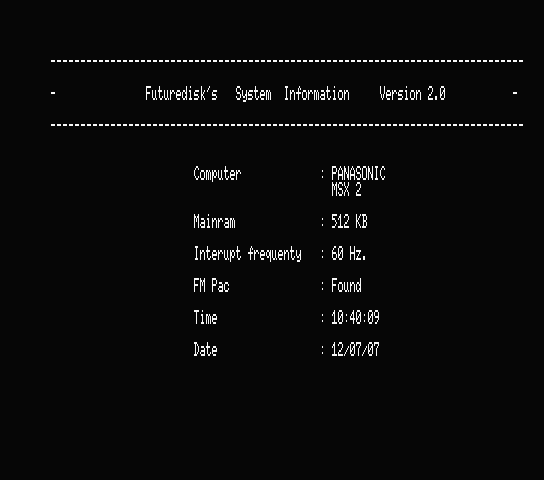 -------------------------------------------------------------------------------
- Futuredisk's System Information Version 2.0 -
-------------------------------------------------------------------------------
Computer : PANASONIC
MSX 2
Mainram : 512 KB
Interupt frequenty : 60 Hz.
FM Pac : Found
Time : 10:40:09
Date : 12/07/07